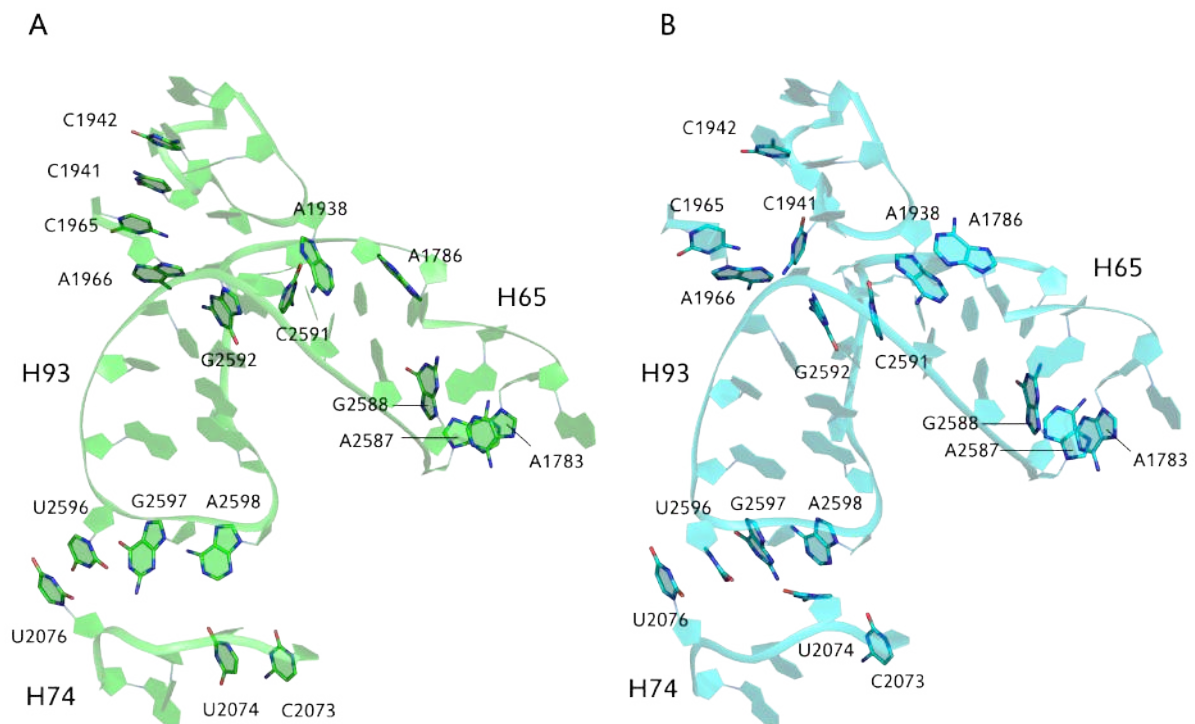 A
C1942
C1941
C1965
A1938
A1786
A1966
H65
C2591
G2592
H93
G2588
A2587
A1783
U2596
G2597
A2598
U2076
H74
U2074
C2073
B
C1942
C1965
C1941
A1938
A1786
H65
A1966
G2592
C2591
H93
G2588
A2587
A1783
U2596
G2597
A2598
U2076
U2074
C2073
H74